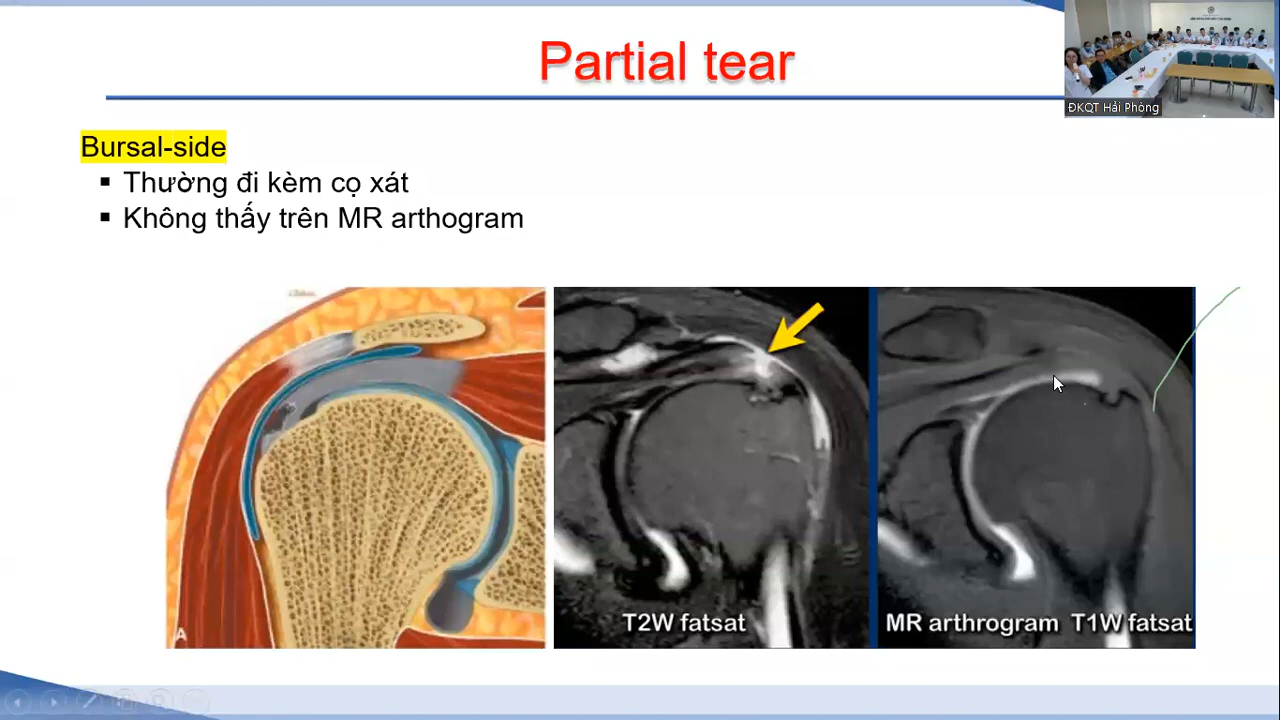 Partial tear
ĐKQT Hải Phòng
Bursal-side
Thường đi kèm cọ xát
Không thấy trên MR arthogram
A
T2W fatsat
MR arthrogram T1W fatsat